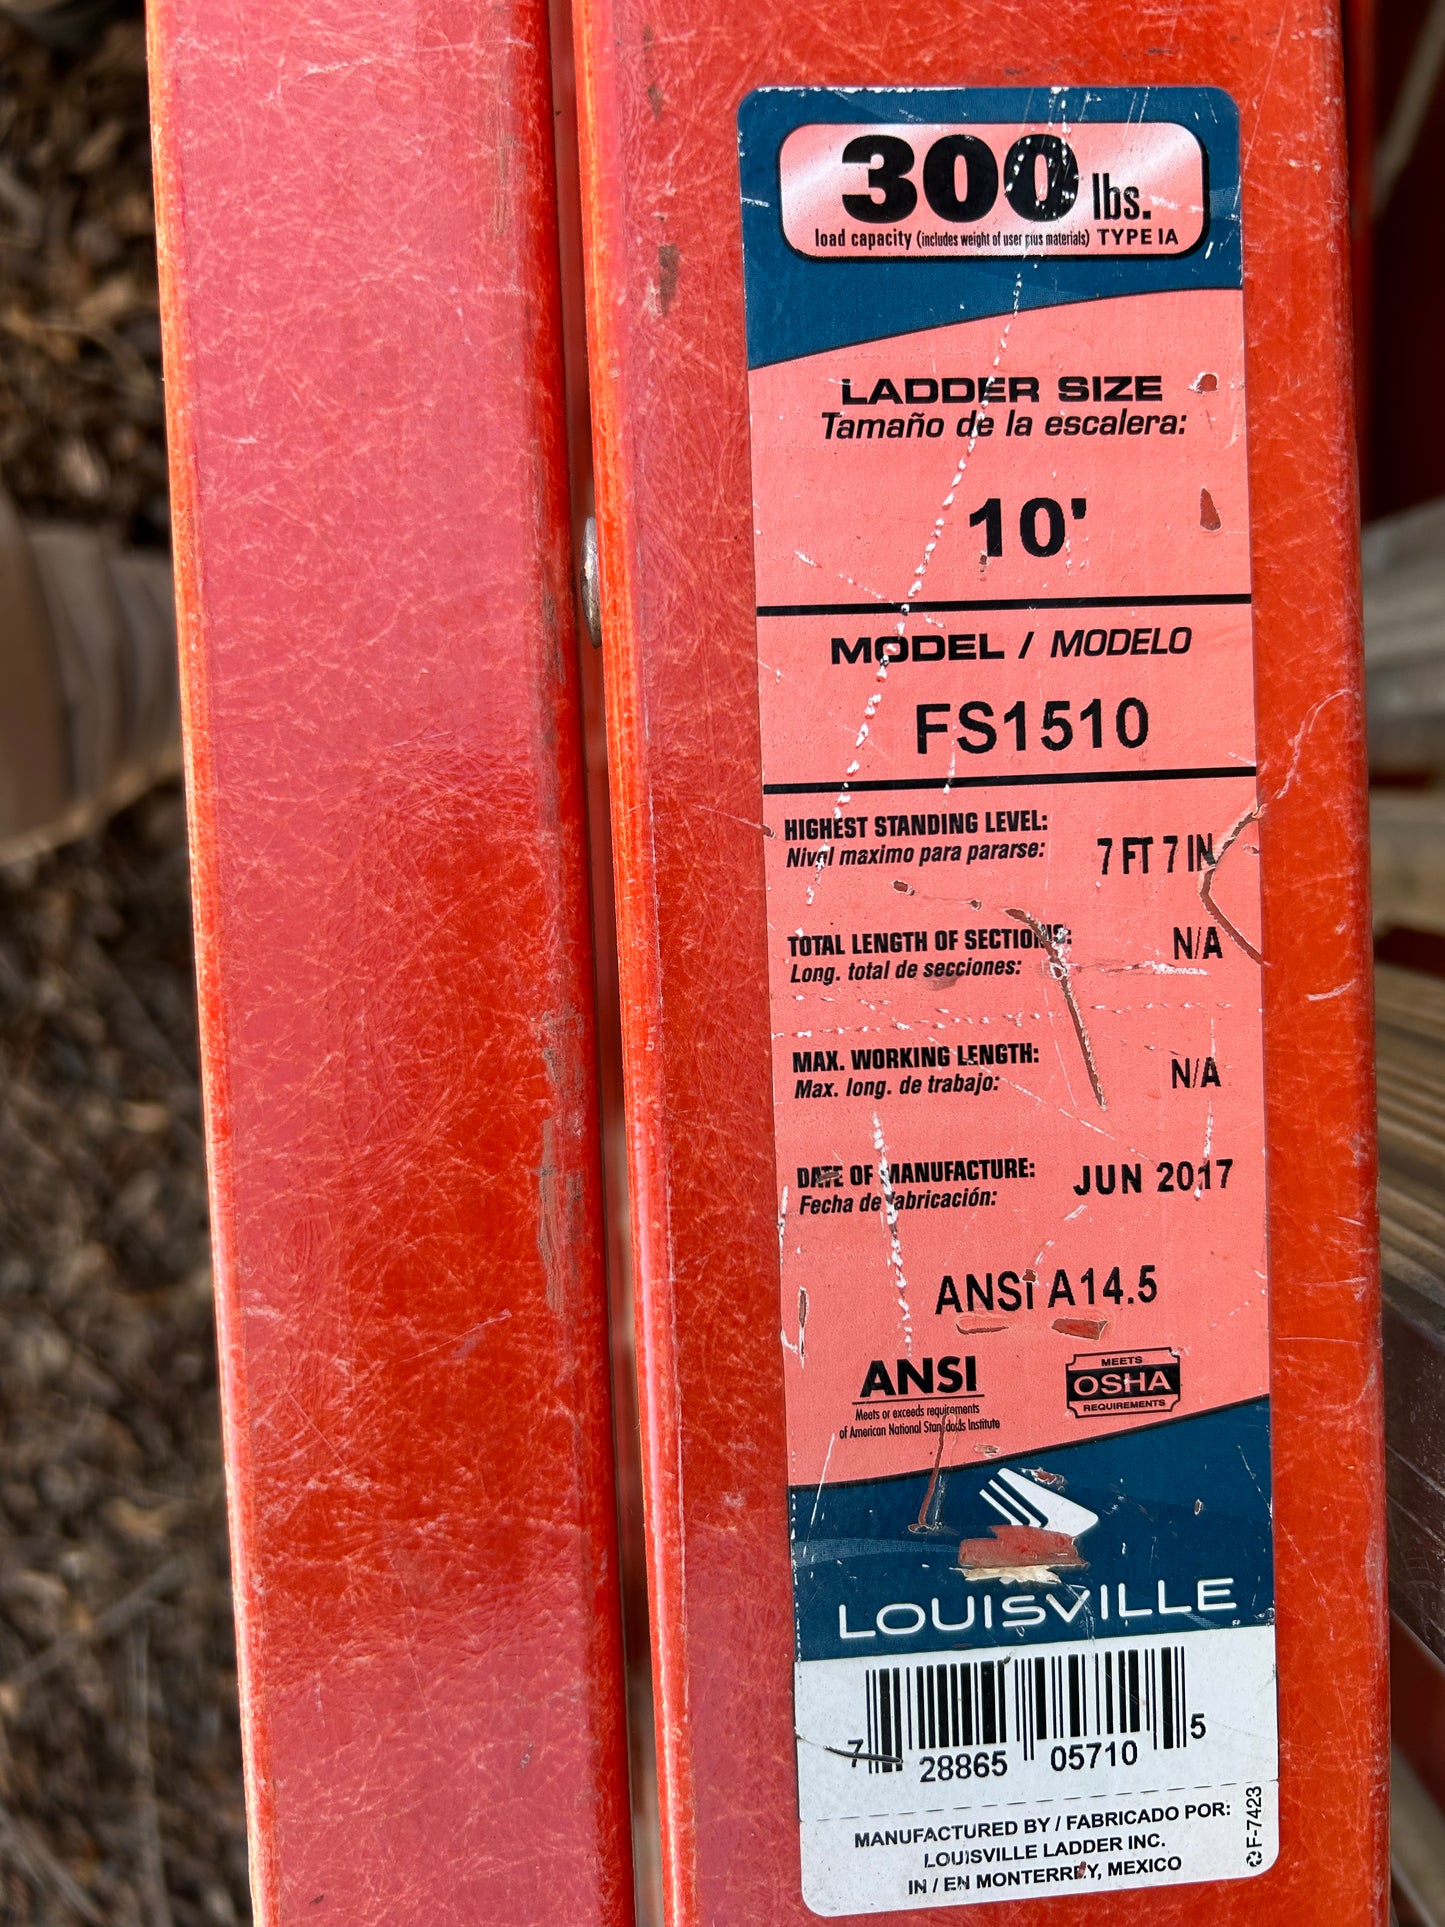 300 lbs.
load capacity (includes weight of user plus materials) TYPE IA
LADDER SIZE
Tamaño de la escalera:
10'
MODEL / MODELO
FS1510
HIGHEST STANDING LEVEL: 7 FT 7 IN
Nival maximo para pararse:
TOTAL LENGTH OF SECTIONS: N/A
Long. total de secciones:
MAX. WORKING LENGTH: N/A
Max. long. de trabajo:
DATE OF MANUFACTURE: JUN 2017
Fecha de fabricación:
ANSI A14.5
ANSI
Meets or exceeds requirements
of American National Standards Institute
MEETS
OSHA
REQUIREMENTS
LOUISVILLE
7 28865 05710 5
MANUFACTURED BY / FABRICADO POR:
LOUISVILLE LADDER INC.
IN / EN MONTERREY, MEXICO
F-7423